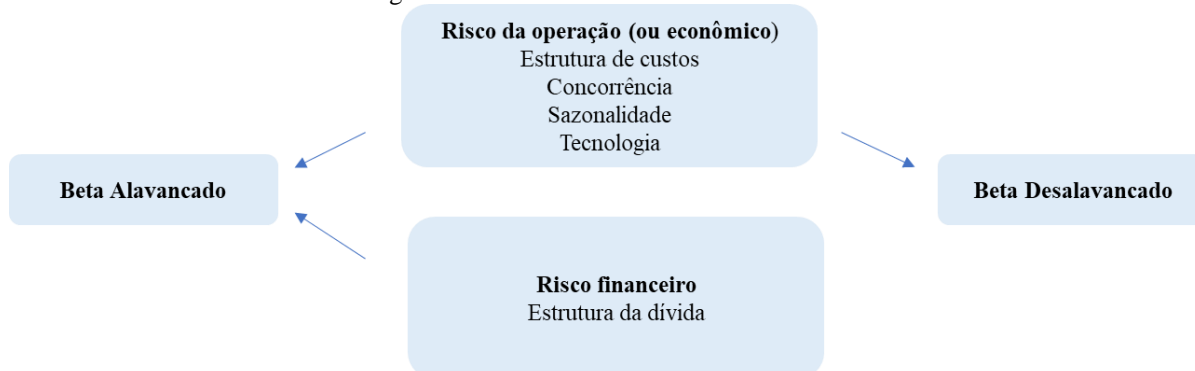 Risco da operação (ou econômico)
Estrutura de custos
Concorrência
Sazonalidade
Tecnologia
Beta Alavancado
Beta Desalavancado
Risco financeiro
Estrutura da dívida